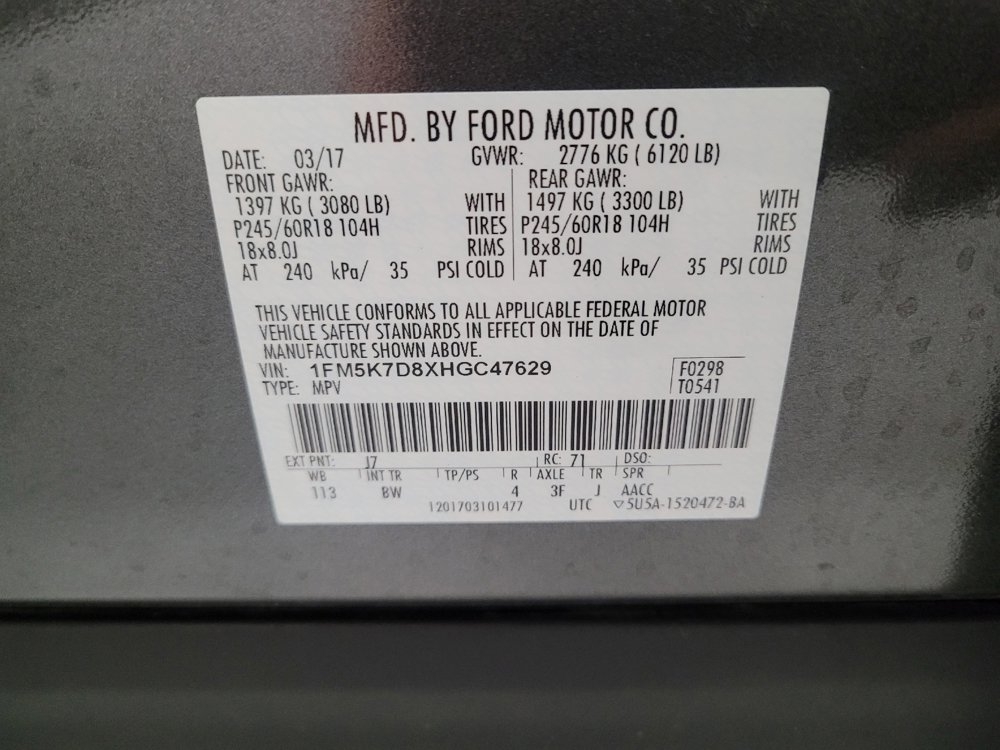 MFD. BY FORD MOTOR CO.
DATE: 03/17 GVWR: 2776 KG ( 6120 LB)
FRONT GAWR: REAR GAWR:
1397 KG ( 3080 LB) WITH 1497 KG ( 3300 LB) WITH
P245/60R18 104H TIRES P245/60R18 104H TIRES
18x8.0J RIMS 18x8.0J RIMS
AT 240 kPa/ 35 PSI COLD AT 240 kPa/ 35 PSI COLD
THIS VEHICLE CONFORMS TO ALL APPLICABLE FEDERAL MOTOR
VEHICLE SAFETY STANDARDS IN EFFECT ON THE DATE OF
MANUFACTURE SHOWN ABOVE.
VIN: 1FM5K7D8XHGC47629 F0298
TYPE: MPV T0541
EXT PNT: J7 RC: 71 DSO:
WB INT TR TP/PS R AXLE TR SPR
113 BW 4 3F J AACC
1201703101477 UTC ▽5U5A-1520472-BA